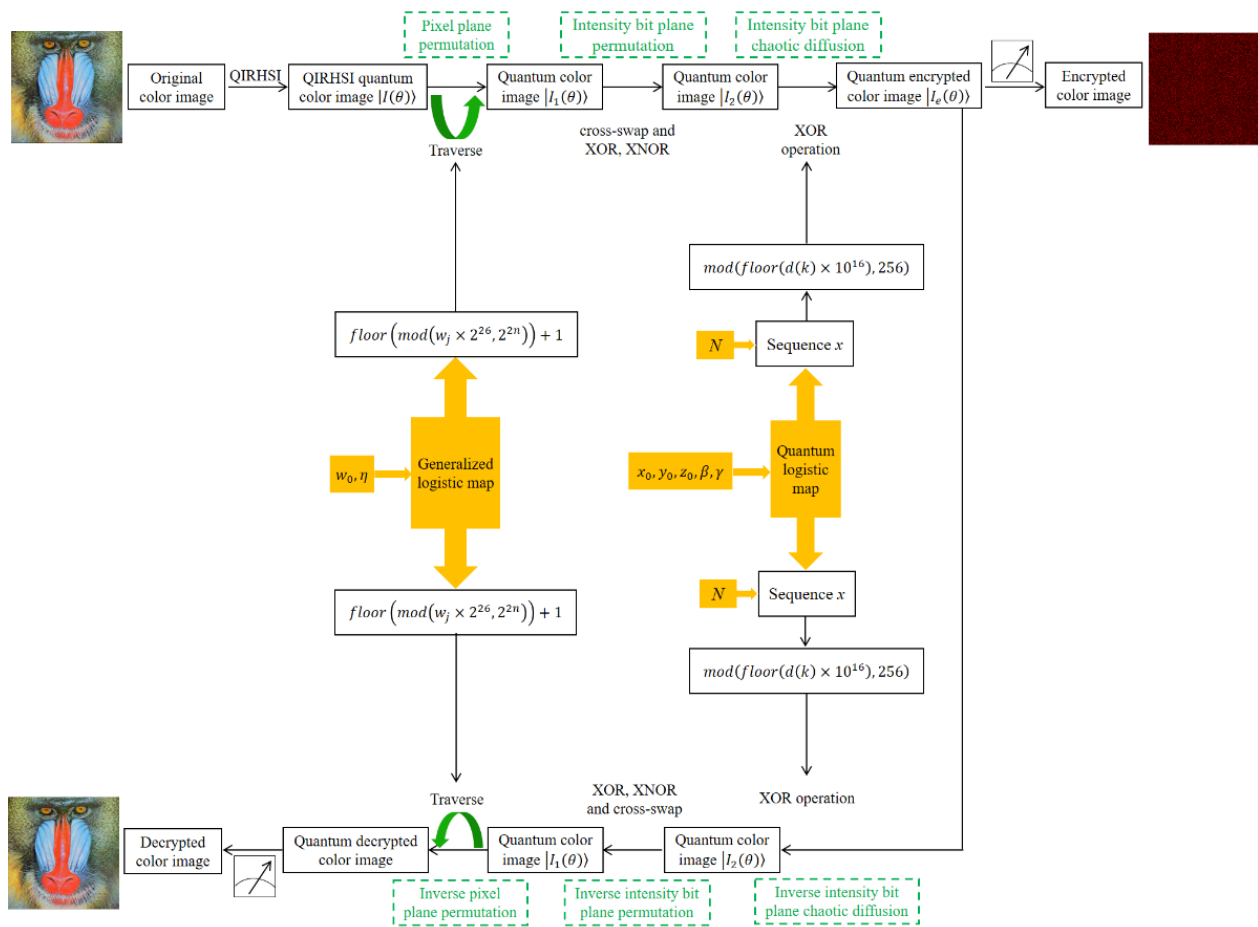 Pixel plane
permutation
Intensity bit plane
permutation
Intensity bit plane
chaotic diffusion
Original
color image
QIRHSI
QIRHSI quantum
color image |I(θ)⟩
Quantum color
image |I₁(θ)⟩
Quantum color
image |I₂(θ)⟩
Quantum encrypted
color image |Iₑ(θ)⟩
Encrypted
color image
Traverse
cross-swap and
XOR, XNOR
XOR
operation
mod(floor(d(k) × 10¹⁶), 256)
floor(mod(wⱼ × 2²⁶, 2²ⁿ)) + 1
N
Sequence x
w₀, η
Generalized
logistic map
x₀, y₀, z₀, β, γ
Quantum
logistic
map
N
Sequence x
floor(mod(wⱼ × 2²⁶, 2²ⁿ)) + 1
mod(floor(d(k) × 10¹⁶), 256)
Traverse
XOR, XNOR
and cross-swap
XOR operation
Decrypted
color image
Quantum decrypted
color image
Quantum color
image |I₁(θ)⟩
Quantum color
image |I₂(θ)⟩
Inverse pixel
plane permutation
Inverse intensity bit
plane permutation
Inverse intensity bit
plane chaotic diffusion